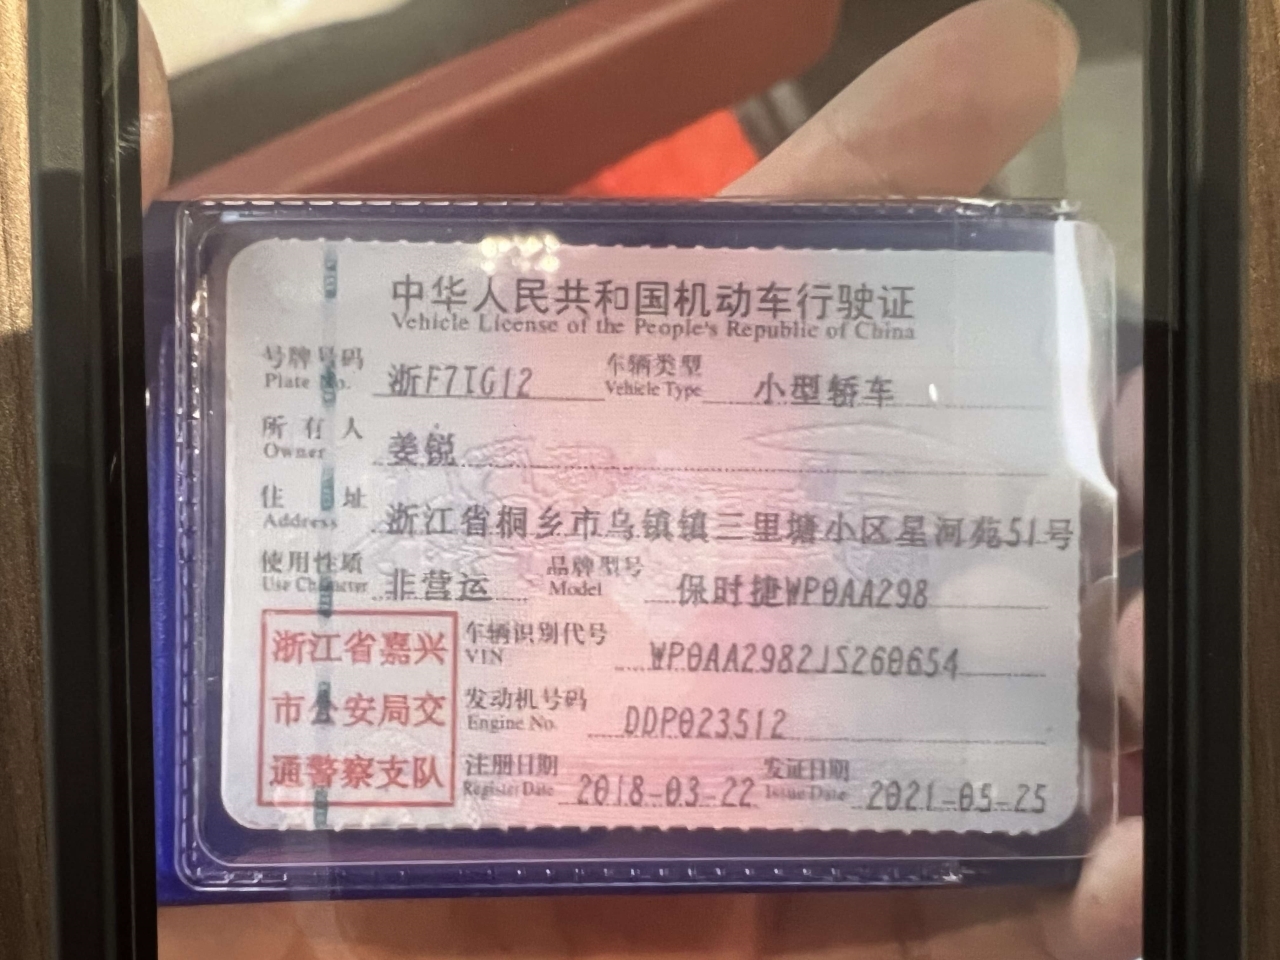 中华人民共和国机动车行驶证
Vehicle License of the People's Republic of China
号牌号码 浙F7TG12 车辆类型 小型轿车
Plate No. Vehicle Type
所有人 姜锐
Owner
住址 浙江省桐乡市乌镇镇三里塘小区星河苑51号
Address
使用性质 非营运 品牌型号 保时捷WP0AA298
Use Character Model
浙江省嘉兴
市公安局交
通警察支队
车辆识别代号 WP0AA2982JS260654
VIN
发动机号码 DDP023512
Engine No.
注册日期 2018-03-22 发证日期 2021-05-25
Register Date Issue Date